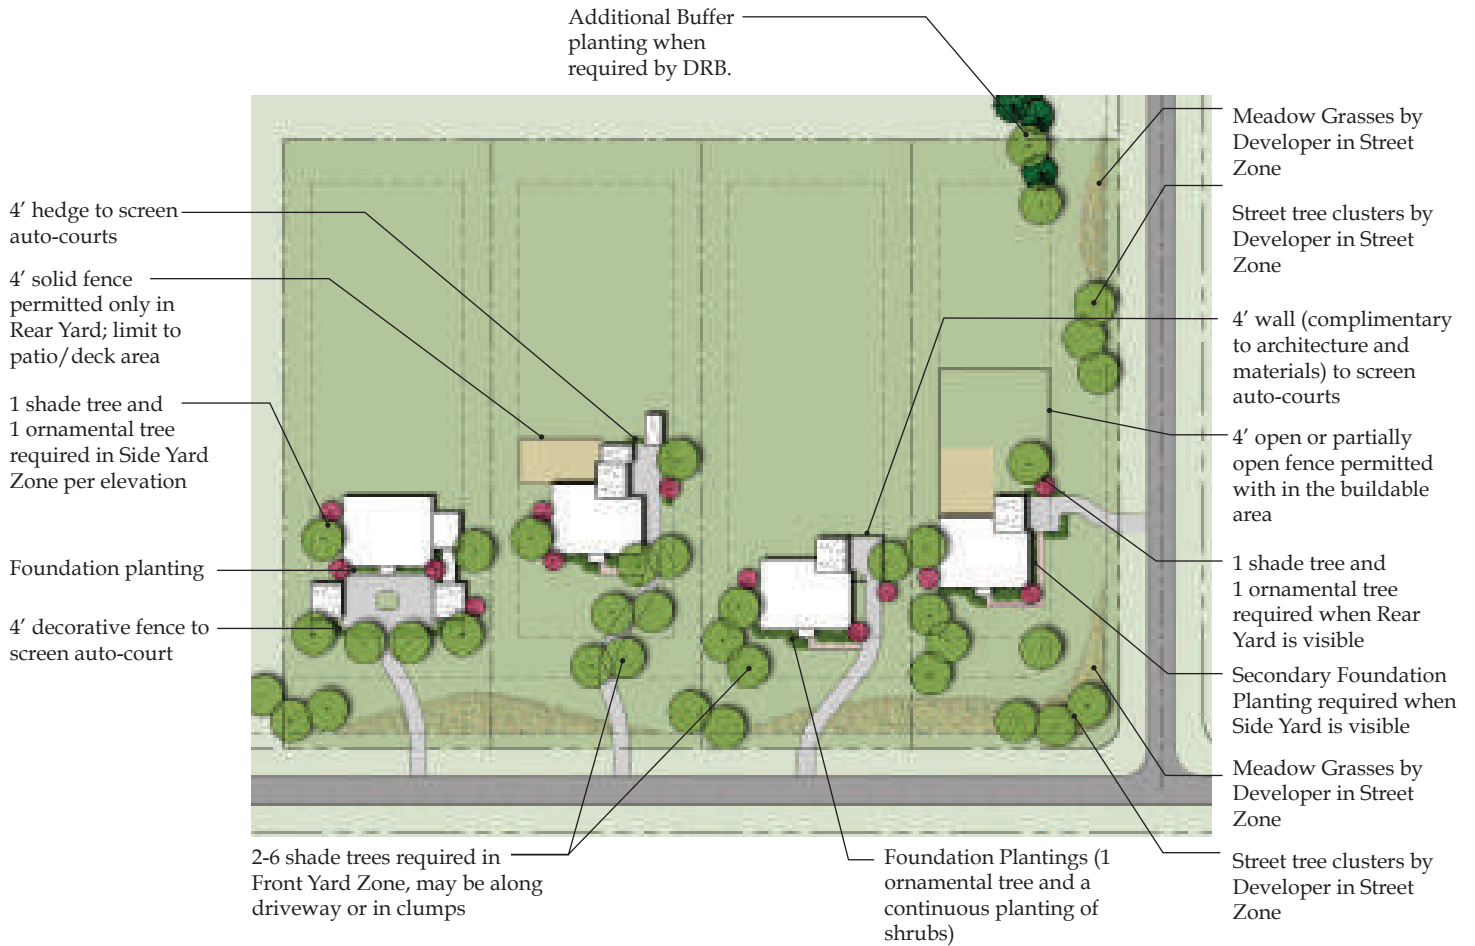 Additional Buffer
planting when
required by DRB.
4′ hedge to screen
auto-courts
4′ solid fence
permitted only in
Rear Yard; limit to
patio/deck area
1 shade tree and
1 ornamental tree
required in Side Yard
Zone per elevation
Foundation planting
4′ decorative fence to
screen auto-court
2-6 shade trees required in
Front Yard Zone, may be along
driveway or in clumps
Foundation Plantings (1
ornamental tree and a
continuous planting of
shrubs)
Meadow Grasses by
Developer in Street
Zone
Street tree clusters by
Developer in Street
Zone
4′ wall (complimentary
to architecture and
materials) to screen
auto-courts
4′ open or partially
open fence permitted
with in the buildable
area
1 shade tree and
1 ornamental tree
required when Rear
Yard is visible
Secondary Foundation
Planting required when
Side Yard is visible
Meadow Grasses by
Developer in Street
Zone
Street tree clusters by
Developer in Street
Zone